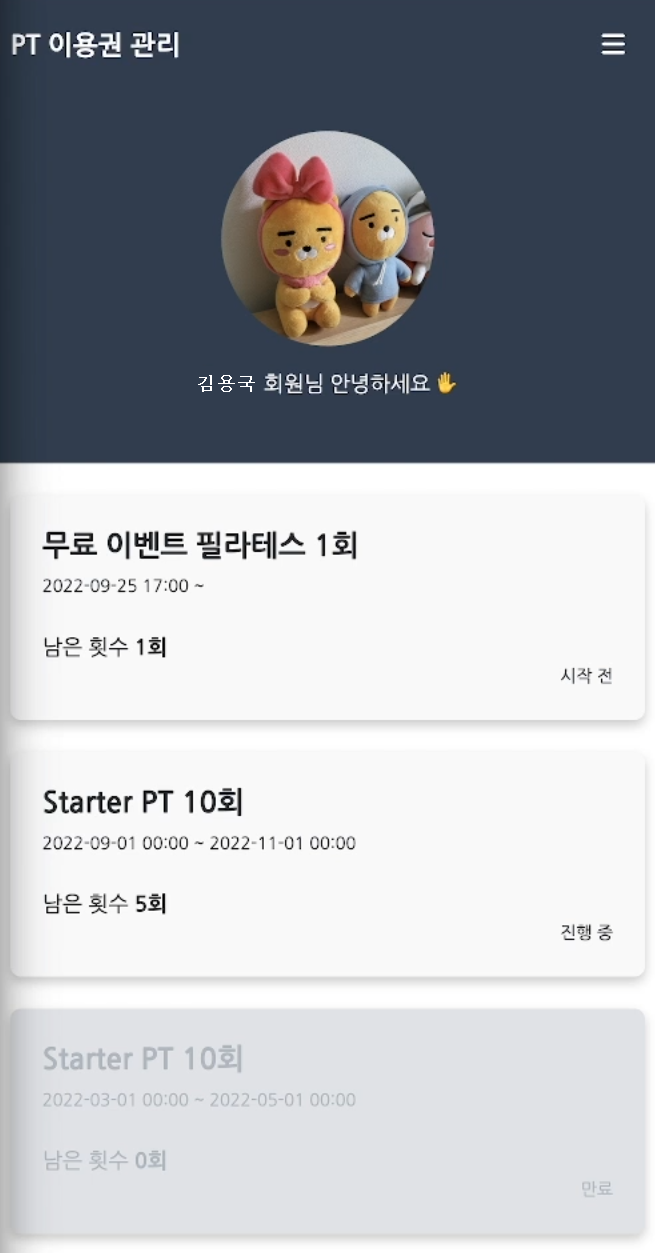 PT 이용권 관리
김용국 회원님 안녕하세요 🖐
무료 이벤트 필라테스 1회
2022-09-25 17:00 ~
남은 횟수 1회
시작 전
Starter PT 10회
2022-09-01 00:00 ~ 2022-11-01 00:00
남은 횟수 5회
진행 중
Starter PT 10회
2022-03-01 00:00 ~ 2022-05-01 00:00
남은 횟수 0회
만료